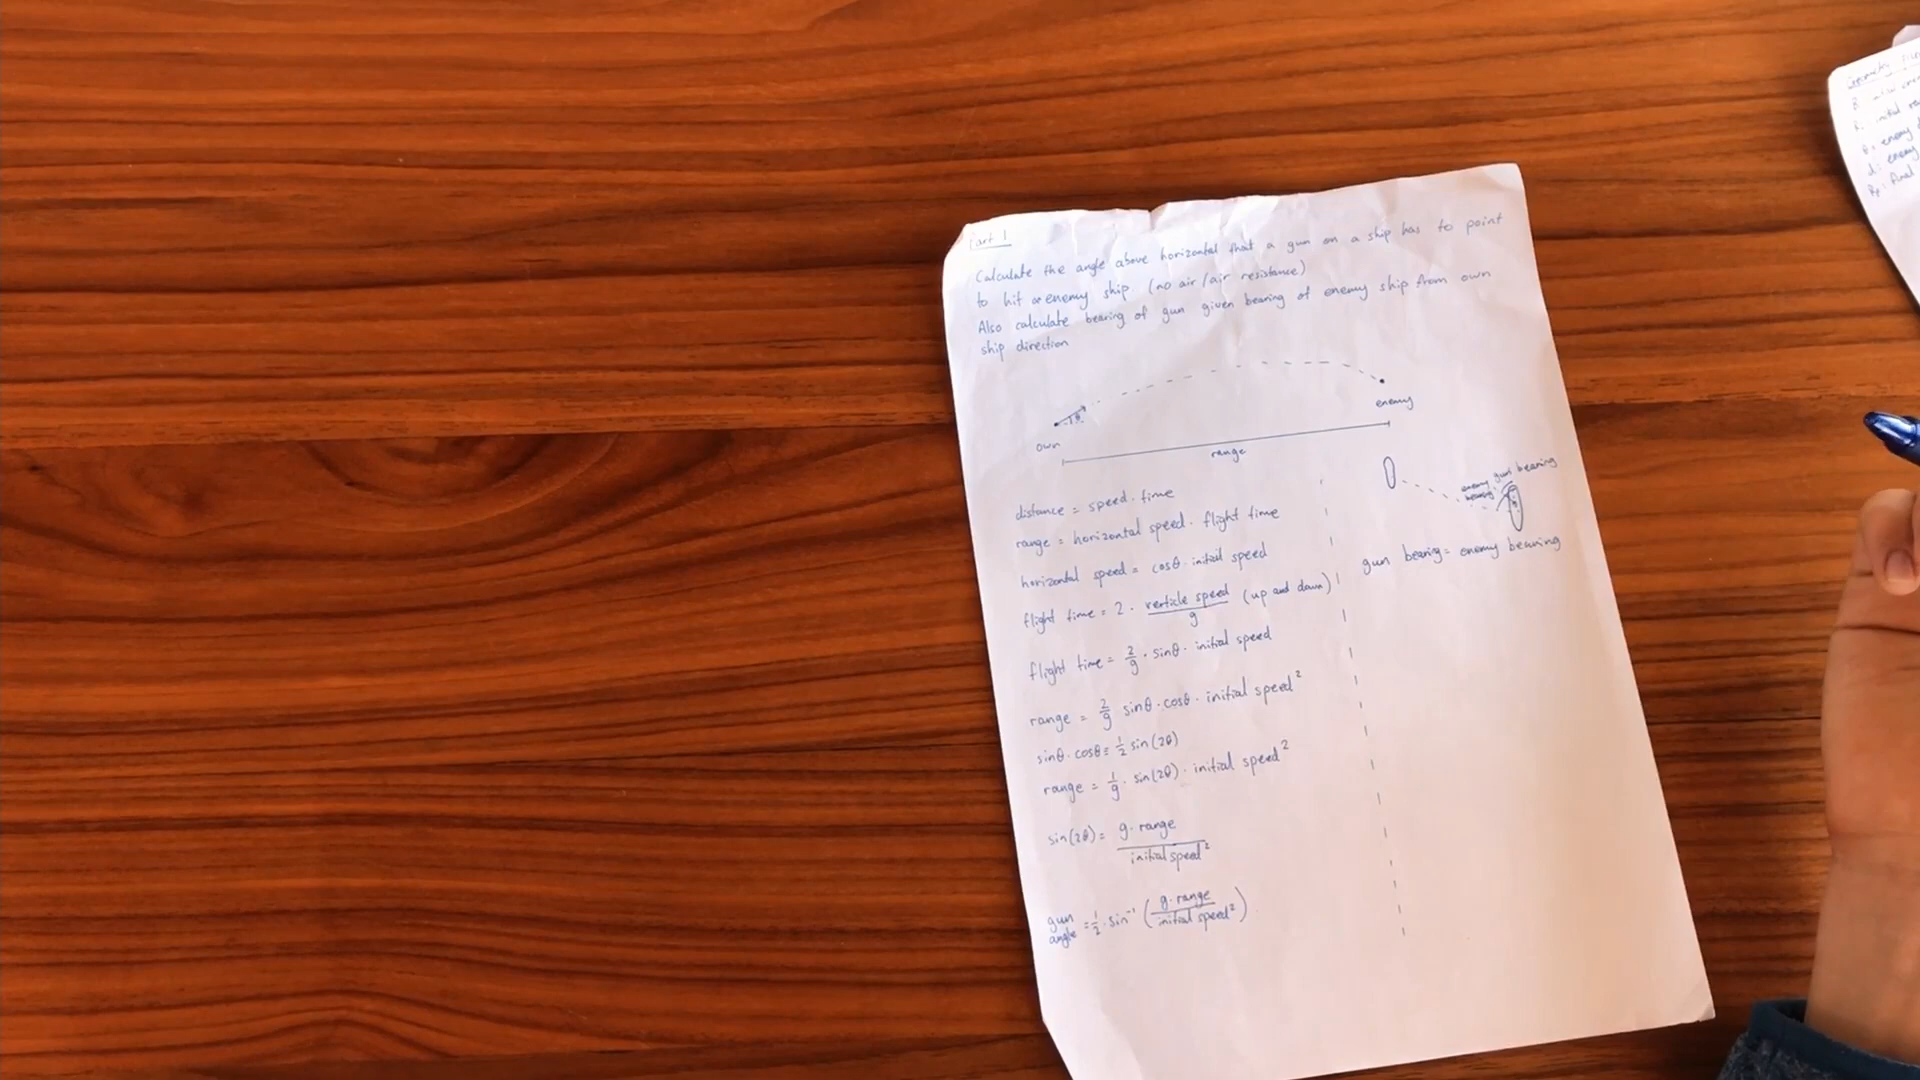 Part 1
Calculate the angle above horizontal that a gun on a ship has to point
to hit enemy ship. (no air/air resistance)
Also calculate bearing of gun given bearing of enemy ship from own
ship direction
θ
own
enemy
range
distance = speed · time
range = horizontal speed · flight time
horizontal speed = cosθ · initial speed
flight time = 2 · verticle speed / g (up and down)
flight time = 2/g · sinθ · initial speed
range = 2/g sinθ · cosθ · initial speed²
sinθ · cosθ = 1/2 sin(2θ)
range = 1/g · sin(2θ) · initial speed²
sin(2θ) = g · range / initial speed²
gun angle = 1/2 · sin⁻¹ (g · range / initial speed²)
enemy bearing
gun bearing
gun bearing = enemy bearing
initial
enemy
enemy
final